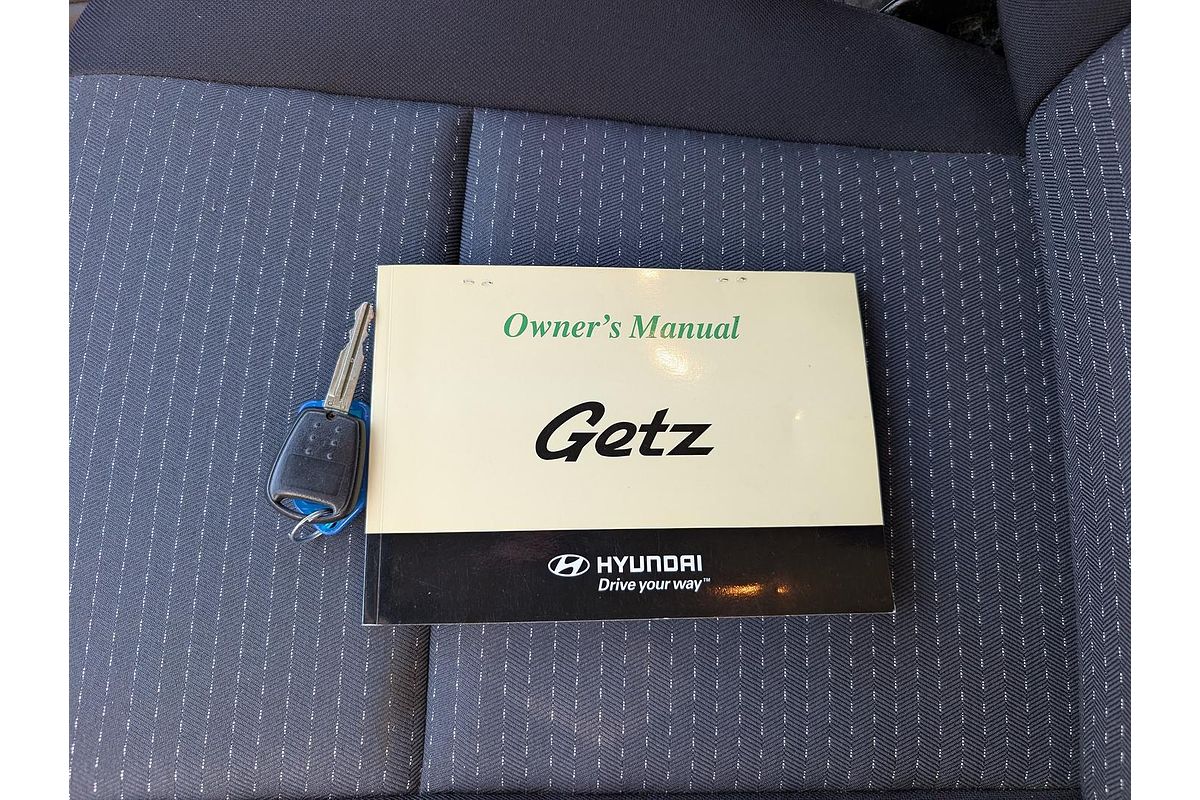 Owner's Manual
Getz
HYUNDAI
Drive your way™